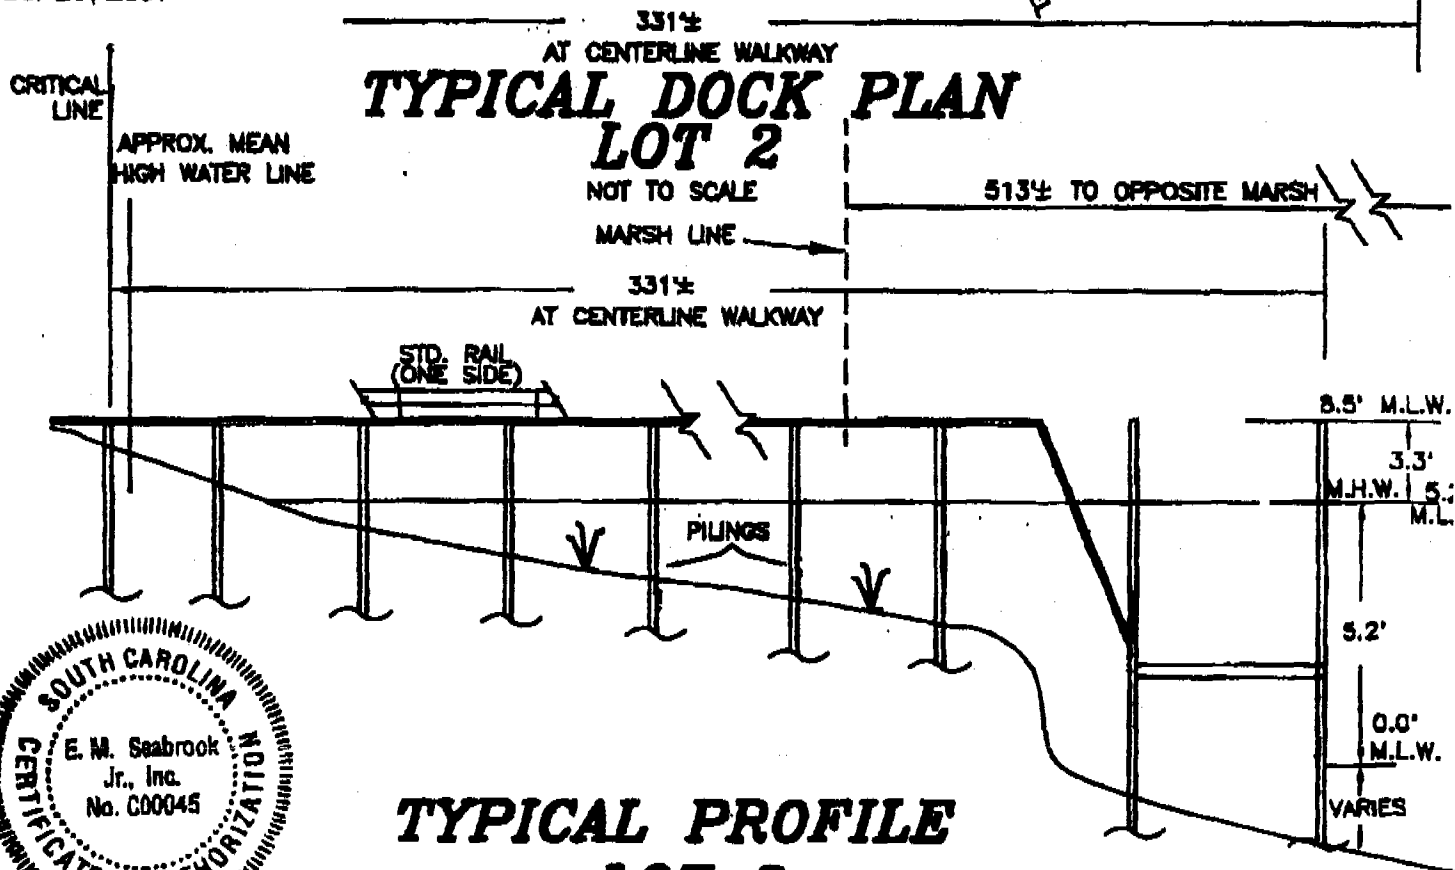 331'±
AT CENTERLINE WALKWAY
CRITICAL
LINE
TYPICAL DOCK PLAN
LOT 2
NOT TO SCALE
APPROX. MEAN
HIGH WATER LINE
513'± TO OPPOSITE MARSH
MARSH LINE
331'±
AT CENTERLINE WALKWAY
STD. RAIL
(ONE SIDE)
8.5' M.L.W.
3.3'
M.H.W. 5.
M.L.
PILINGS
5.2'
0.0'
M.L.W.
VARIES
SOUTH CAROLINA
E. M. Seabrook
Jr., Inc.
No. C00045
TYPICAL PROFILE